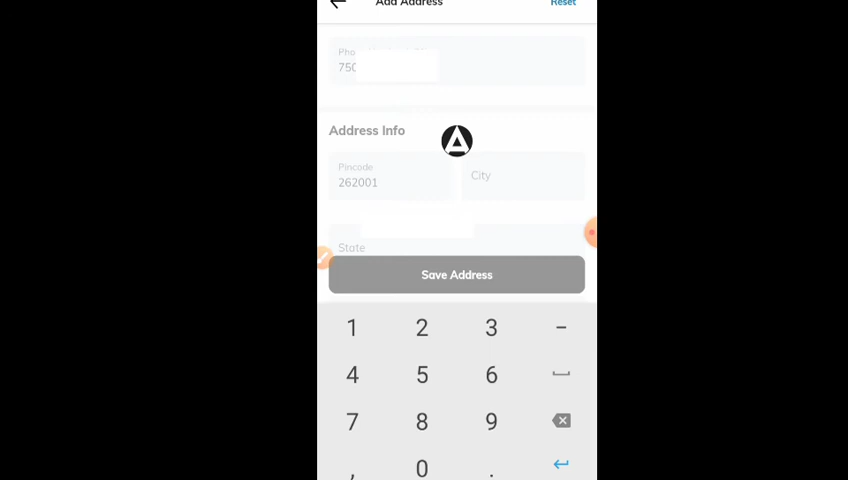 Add Address
Reset
750
Address Info
Pincode
262001
City
State
Save Address
1 2 3 -
4 5 6
7 8 9
, 0 .